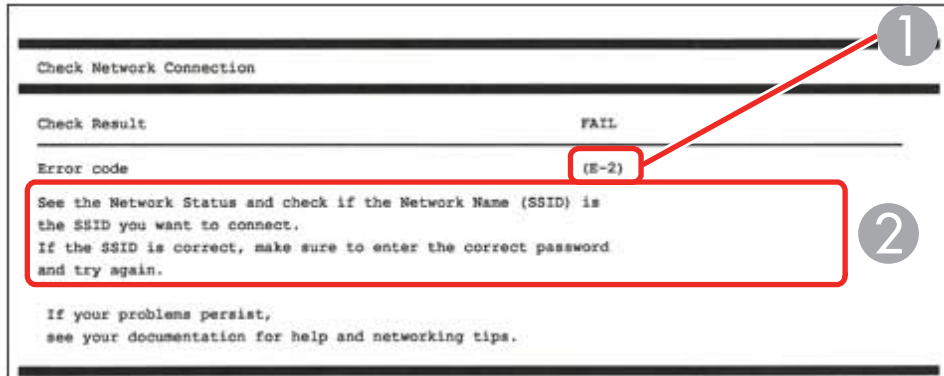 1
Check Network Connection
Check Result FAIL
Error code (E-2)
See the Network Status and check if the Network Name (SSID) is
the SSID you want to connect.
If the SSID is correct, make sure to enter the correct password
and try again.
2
If your problems persist,
see your documentation for help and networking tips.